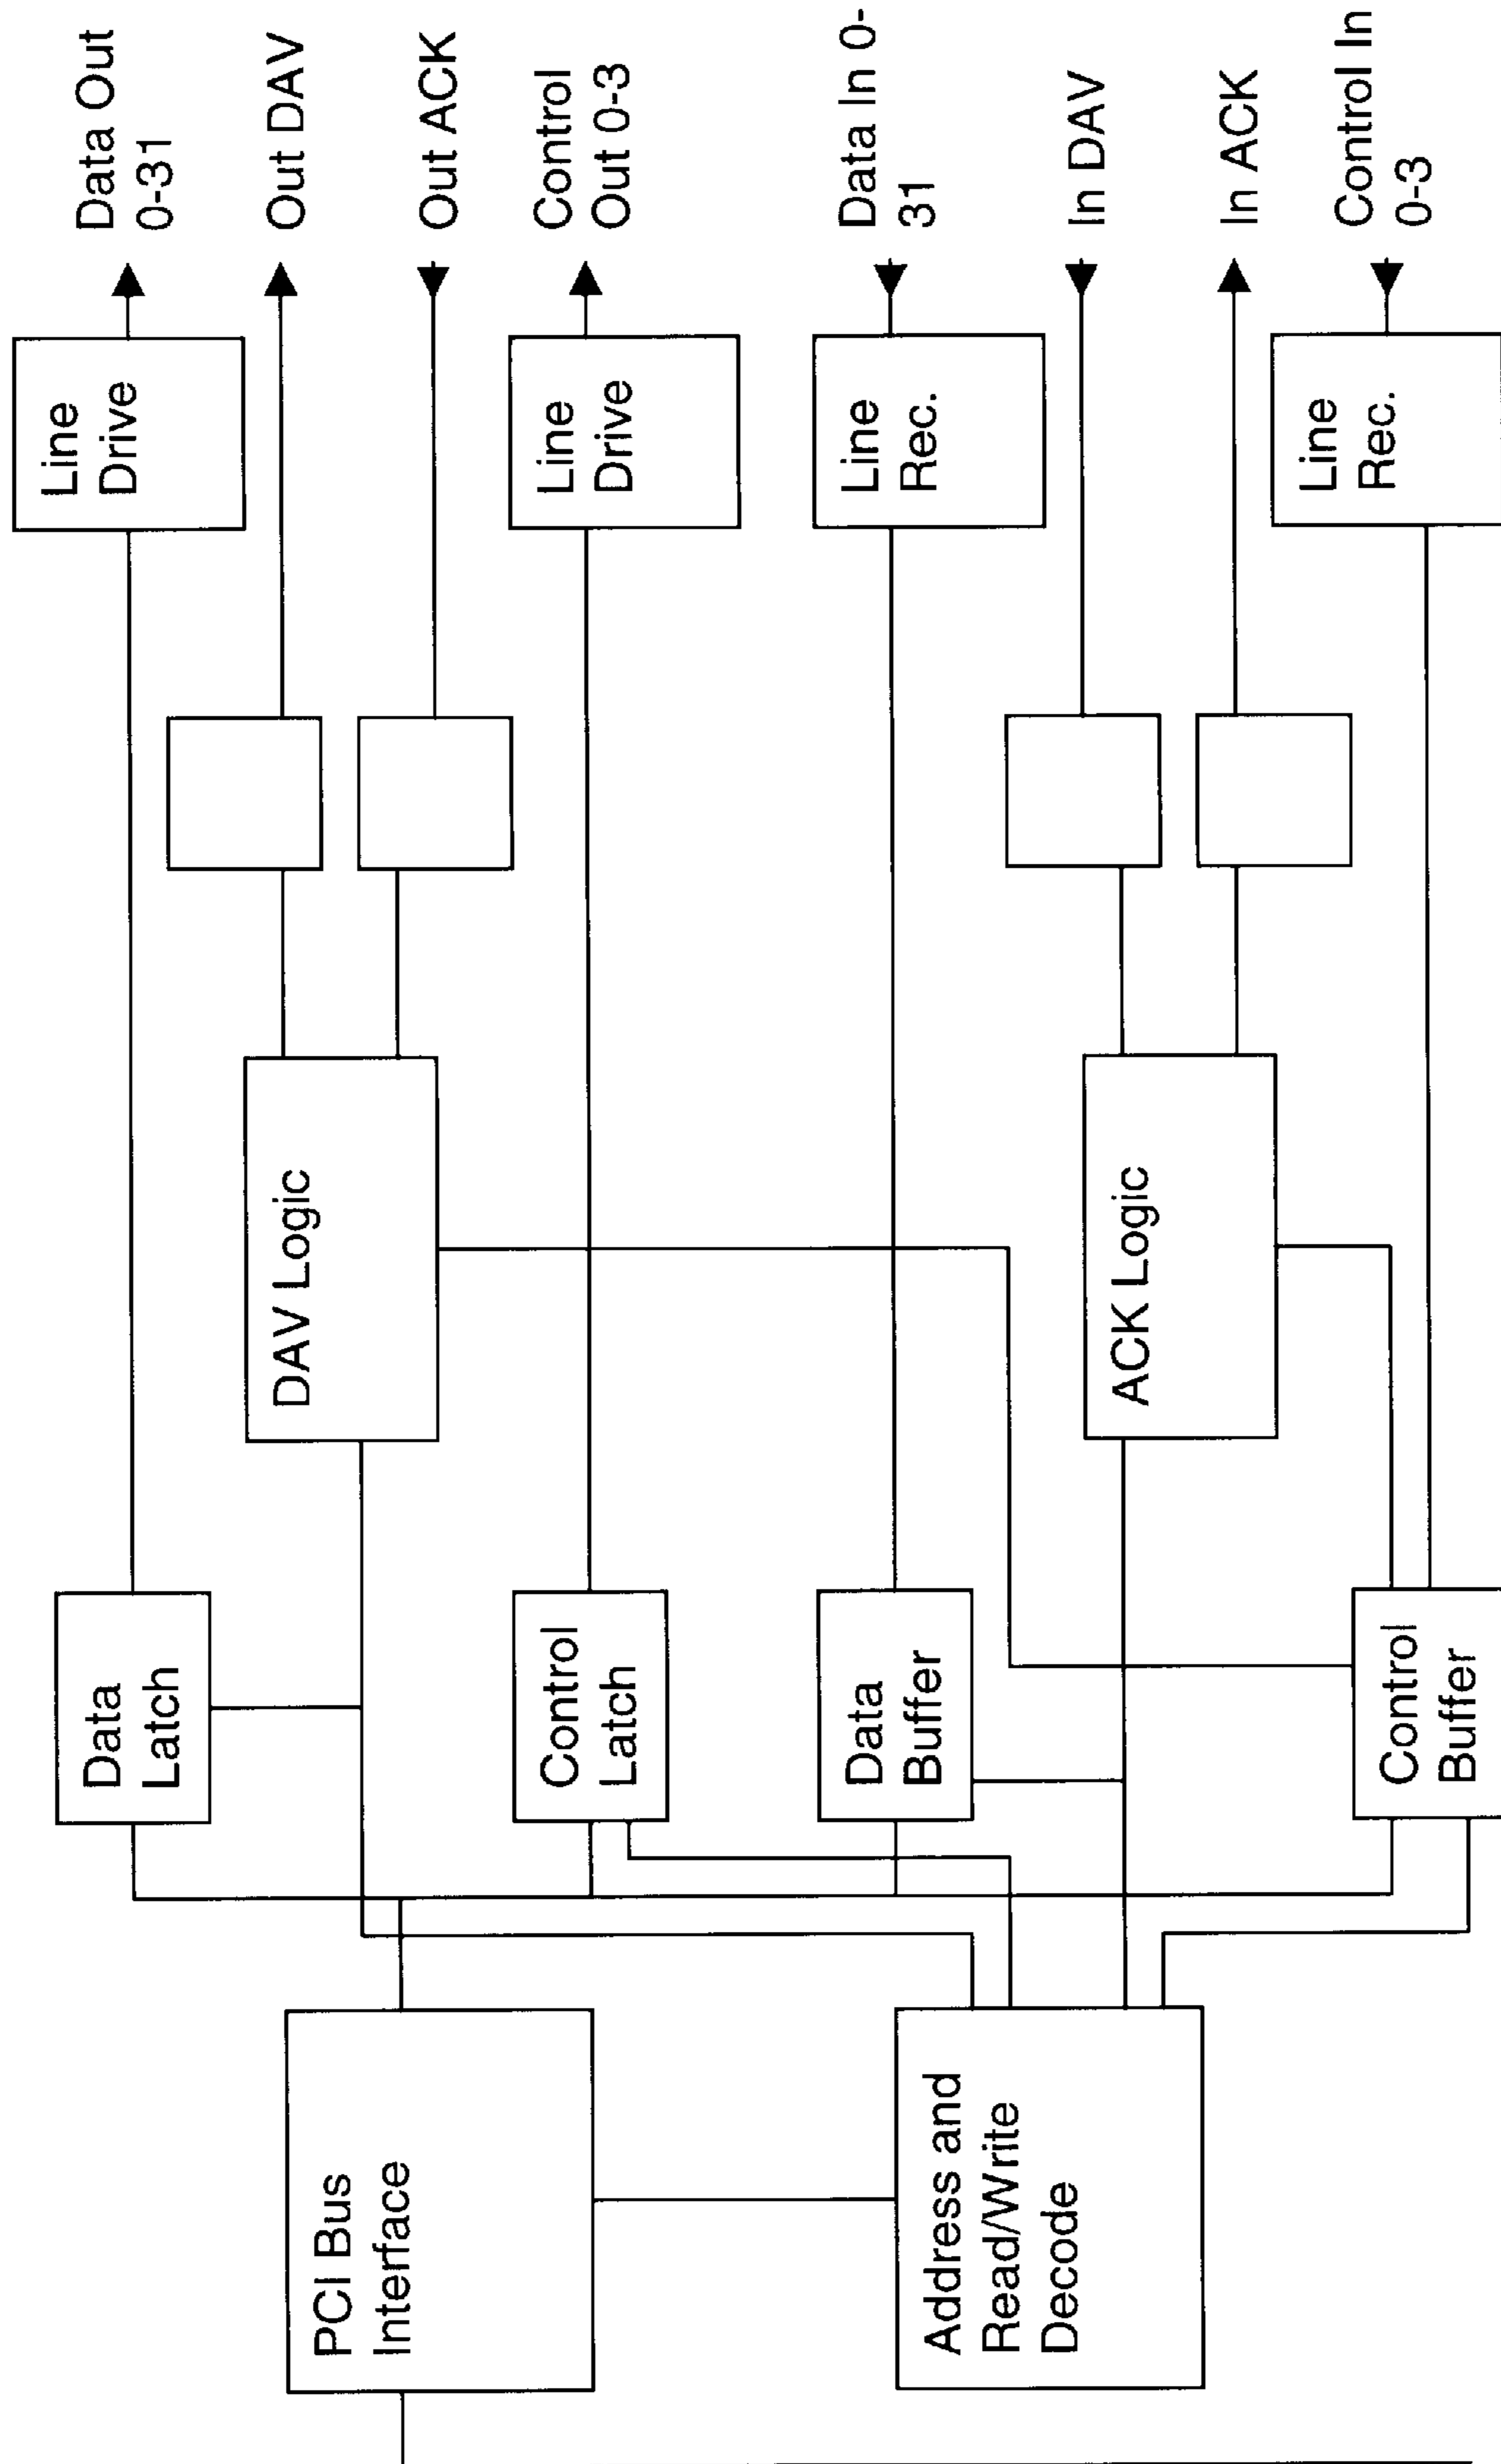 Data Out
0-31
Out DAV
Out ACK
Control
Out 0-3
Data In 0-
31
In DAV
In ACK
Control In
0-3
Line
Drive
Line
Drive
Line
Rec.
Line
Rec.
DAV Logic
ACK Logic
Data
Latch
Control
Latch
Data
Buffer
Control
Buffer
PCI Bus
Interface
Address and
Read/Write
Decode